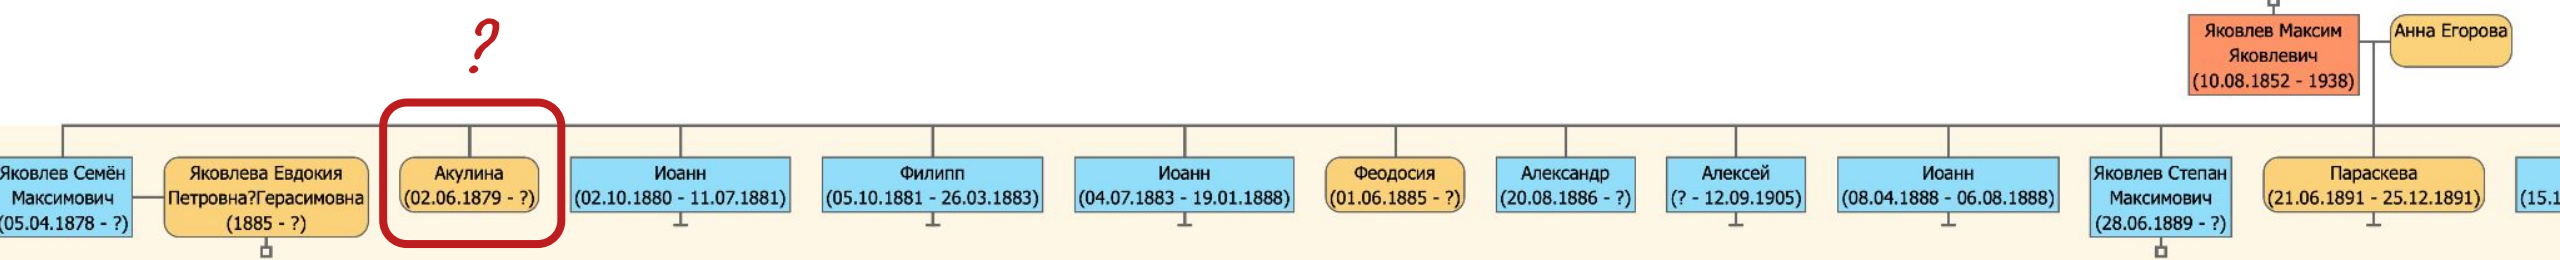 ?
Яковлев Максим
Яковлевич
(10.08.1852 - 1938)
Анна Егорова
Яковлев Семён
Максимович
(05.04.1878 - ?)
Яковлева Евдокия
Петровна?Герасимовна
(1885 - ?)
Акулина
(02.06.1879 - ?)
Иоанн
(02.10.1880 - 11.07.1881)
Филипп
(05.10.1881 - 26.03.1883)
Иоанн
(04.07.1883 - 19.01.1888)
Феодосия
(01.06.1885 - ?)
Александр
(20.08.1886 - ?)
Алексей
(? - 12.09.1905)
Иоанн
(08.04.1888 - 06.08.1888)
Яковлев Степан
Максимович
(28.06.1889 - ?)
Параскева
(21.06.1891 - 25.12.1891)
(15.1